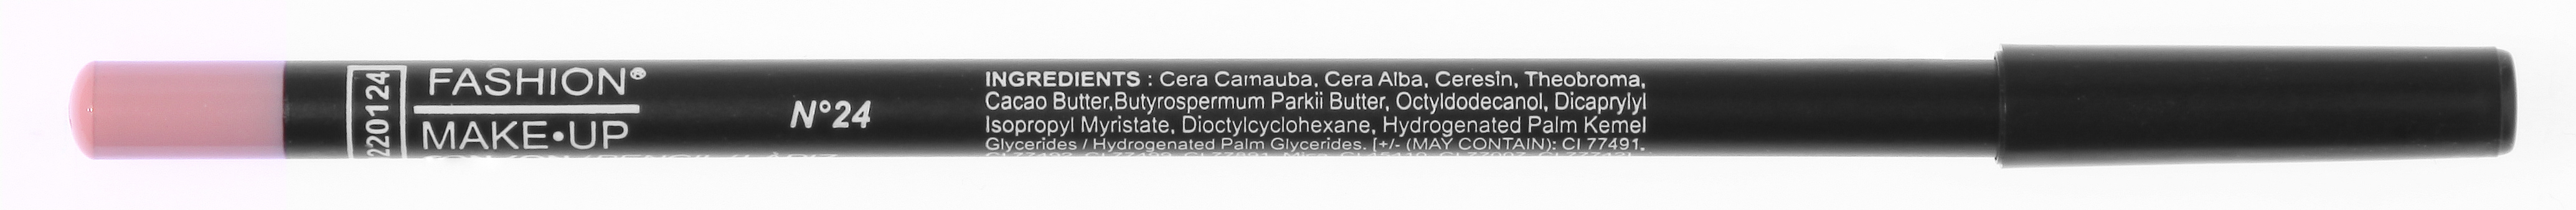 220124
FASHION®
MAKE•UP
N°24
INGREDIENTS : Cera Carnauba, Cera Alba, Ceresin, Theobroma,
Cacao Butter,Butyrospermum Parkii Butter, Octyldodecanol, Dicaprylyl
Isopropyl Myristate, Dioctylcyclohexane, Hydrogenated Palm Kernel
Glycerides / Hydrogenated Palm Glycerides. [+/- (MAY CONTAIN): CI 77491,